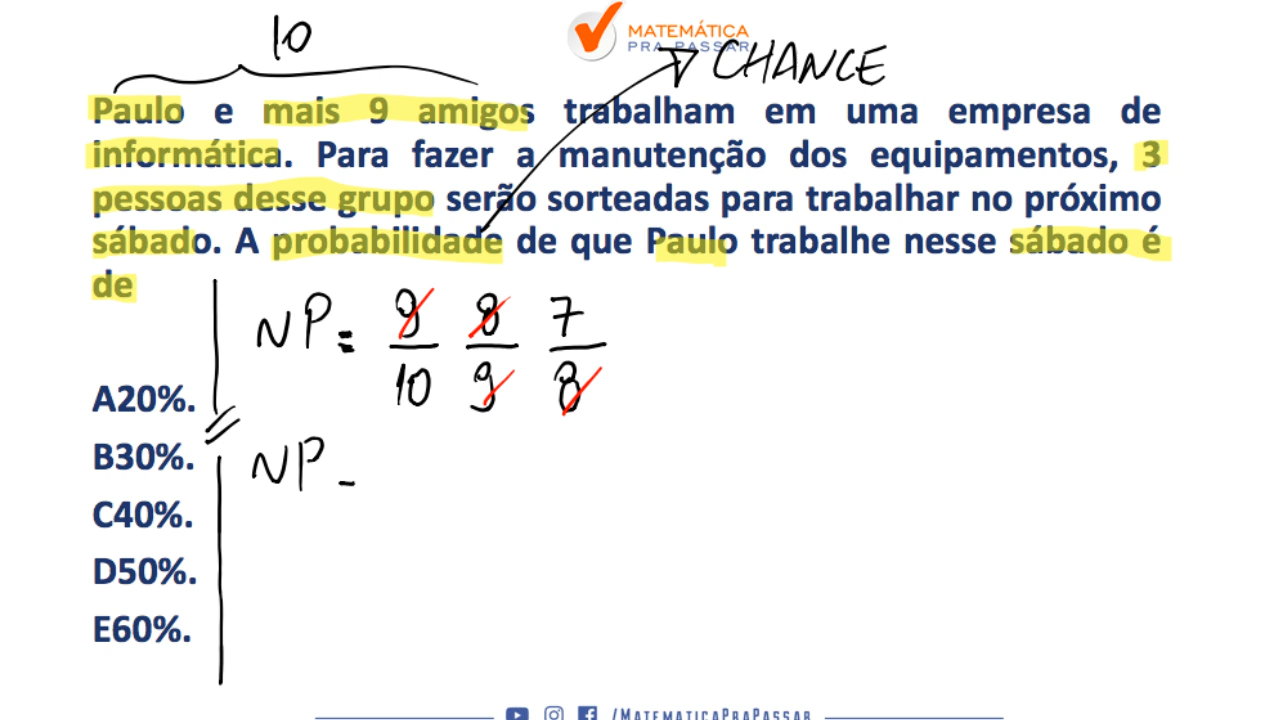 10
MATEMÁTICA
PRA PASSAR
CHANCE
Paulo e mais 9 amigos trabalham em uma empresa de
informática. Para fazer a manutenção dos equipamentos, 3
pessoas desse grupo serão sorteadas para trabalhar no próximo
sábado. A probabilidade de que Paulo trabalhe nesse sábado é
de
NP = 9/10 8/9 7/8
A20%.
B30%.
NP -
C40%.
D50%.
E60%.
/MATEMATICAPRAPASSAR